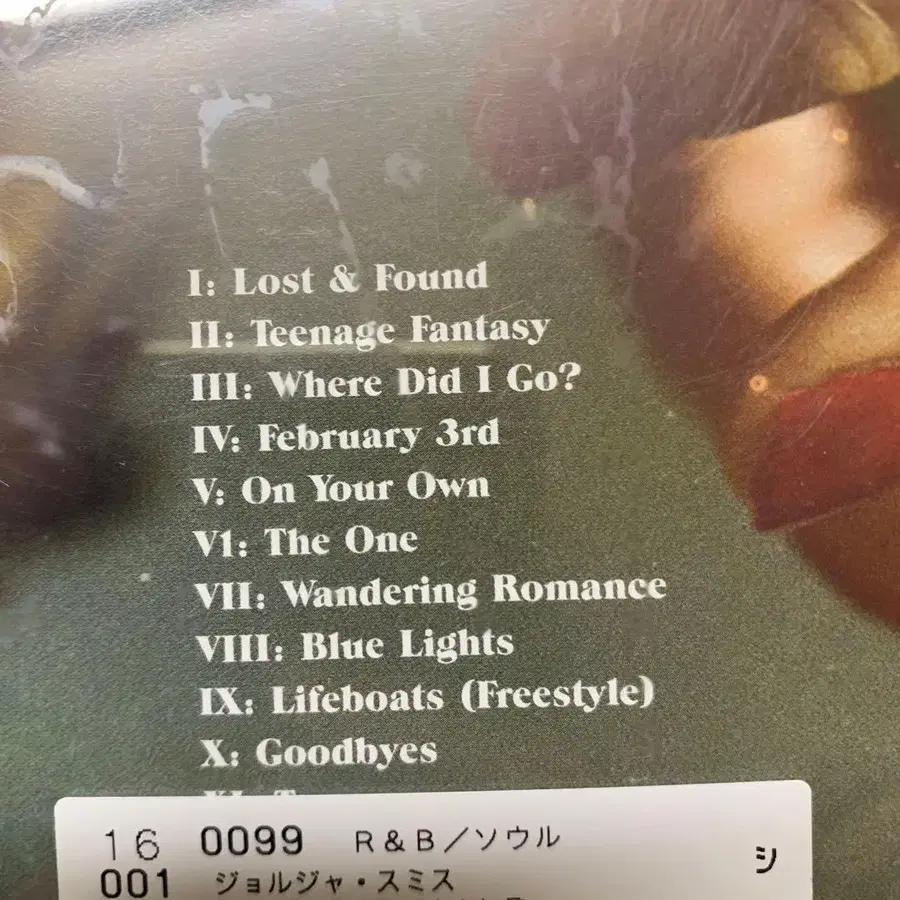 I: Lost & Found
II: Teenage Fantasy
III: Where Did I Go?
IV: February 3rd
V: On Your Own
V1: The One
VII: Wandering Romance
VIII: Blue Lights
IX: Lifeboats (Freestyle)
X: Goodbyes
16 0099 R&B/ソウル
シ
001 ジョルジャ・スミス